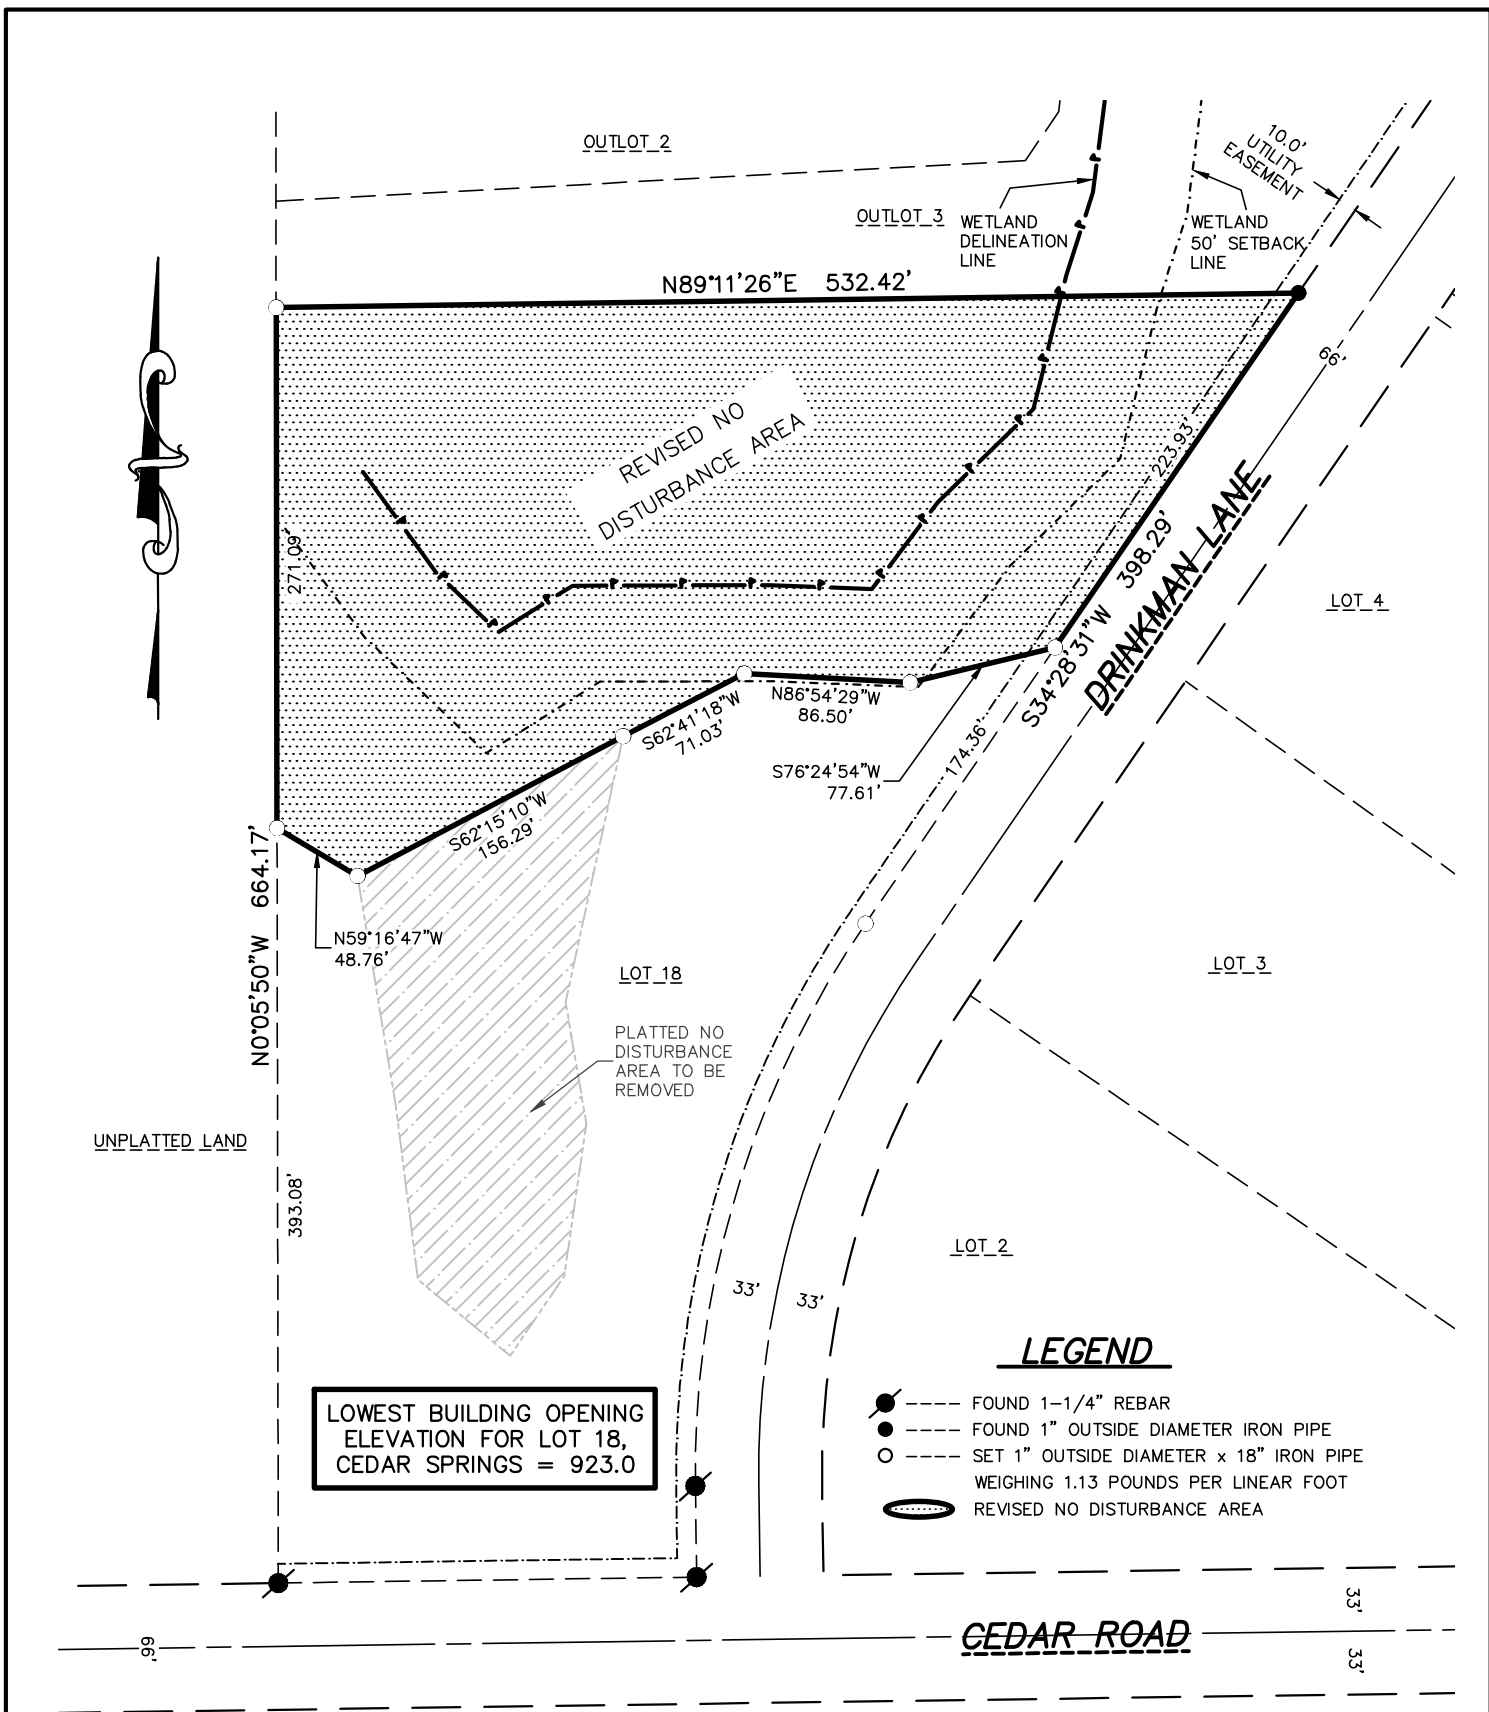 OUTLOT 2
10.0'
UTILITY
EASEMENT
OUTLOT 3
WETLAND
DELINEATION
LINE
WETLAND
50' SETBACK
LINE
N89°11'26"E 532.42'
66'
REVISED NO
DISTURBANCE AREA
223.93'
271.09'
S34°28'31"W 398.29'
DRINKMAN LANE
LOT 4
N86°54'29"W
86.50'
S62°41'18"W
71.03'
S76°24'54"W
77.61'
174.36'
S62°15'10"W
156.29'
N0°05'50"W 664.17'
N59°16'47"W
48.76'
LOT 18
LOT 3
PLATTED NO
DISTURBANCE
AREA TO BE
REMOVED
UNPLATTED LAND
393.08'
LOT 2
33'
33'
LEGEND
FOUND 1-1/4" REBAR
FOUND 1" OUTSIDE DIAMETER IRON PIPE
SET 1" OUTSIDE DIAMETER x 18" IRON PIPE
WEIGHING 1.13 POUNDS PER LINEAR FOOT
REVISED NO DISTURBANCE AREA
LOWEST BUILDING OPENING
ELEVATION FOR LOT 18,
CEDAR SPRINGS = 923.0
33'
CEDAR ROAD
66'
33'